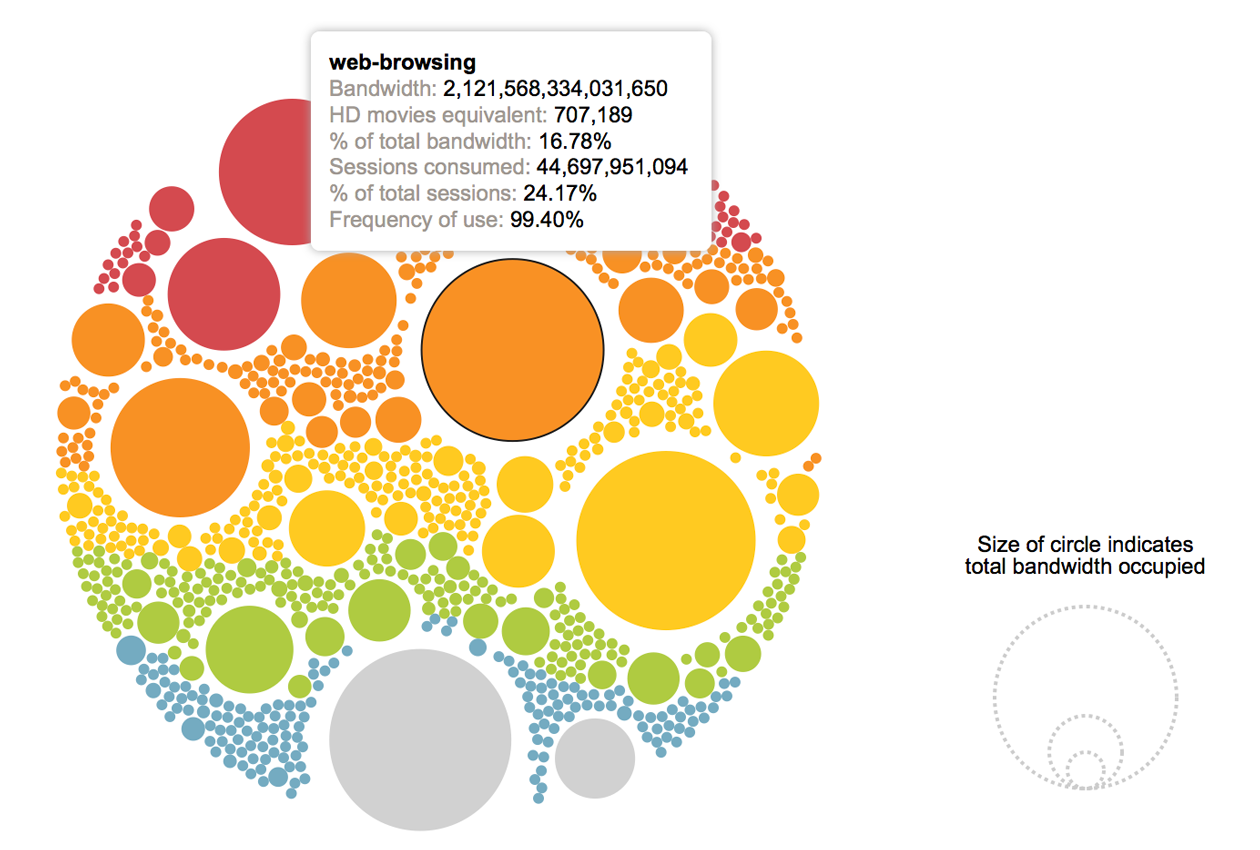 web-browsing
Bandwidth: 2,121,568,334,031,650
HD movies equivalent: 707,189
% of total bandwidth: 16.78%
Sessions consumed: 44,697,951,094
% of total sessions: 24.17%
Frequency of use: 99.40%
Size of circle indicates
total bandwidth occupied